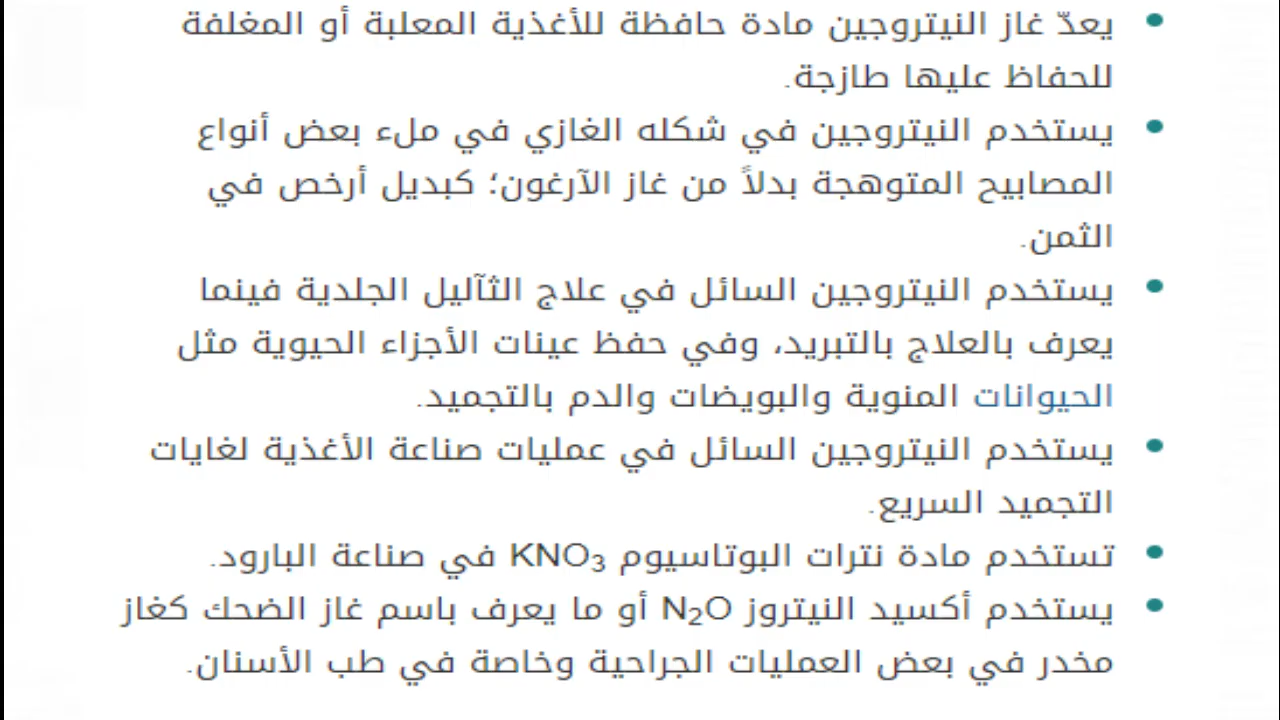 • يعدّ غاز النيتروجين مادة حافظة للأغذية المعلبة أو المغلفة
للحفاظ عليها طازجة.
• يستخدم النيتروجين في شكله الغازي في ملء بعض أنواع
المصابيح المتوهجة بدلاً من غاز الآرغون؛ كبديل أرخص في
الثمن.
• يستخدم النيتروجين السائل في علاج الثآليل الجلدية فينما
يعرف بالعلاج بالتبريد، وفي حفظ عينات الأجزاء الحيوية مثل
الحيوانات المنوية والبويضات والدم بالتجميد.
• يستخدم النيتروجين السائل في عمليات صناعة الأغذية لغايات
التجميد السريع.
• تستخدم مادة نترات البوتاسيوم KNO₃ في صناعة البارود.
• يستخدم أكسيد النيتروز N₂O أو ما يعرف باسم غاز الضحك كغاز
مخدر في بعض العمليات الجراحية وخاصة في طب الأسنان.